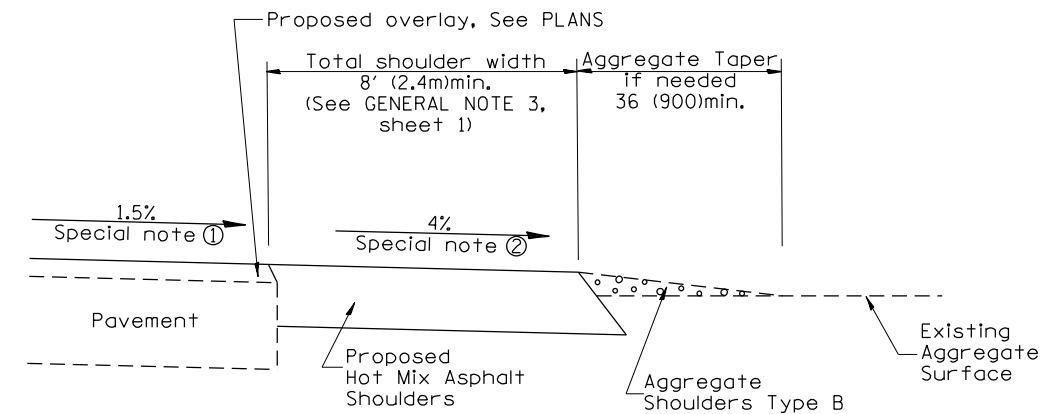 Proposed overlay, See PLANS
Total shoulder width
8' (2.4m)min.
(See GENERAL NOTE 3,
sheet 1)
Aggregate Taper
if needed
36 (900)min.
1.5%
Special note ①
4%
Special note ②
Pavement
Proposed
Hot Mix Asphalt
Shoulders
Aggregate
Shoulders Type B
Existing
Aggregate
Surface